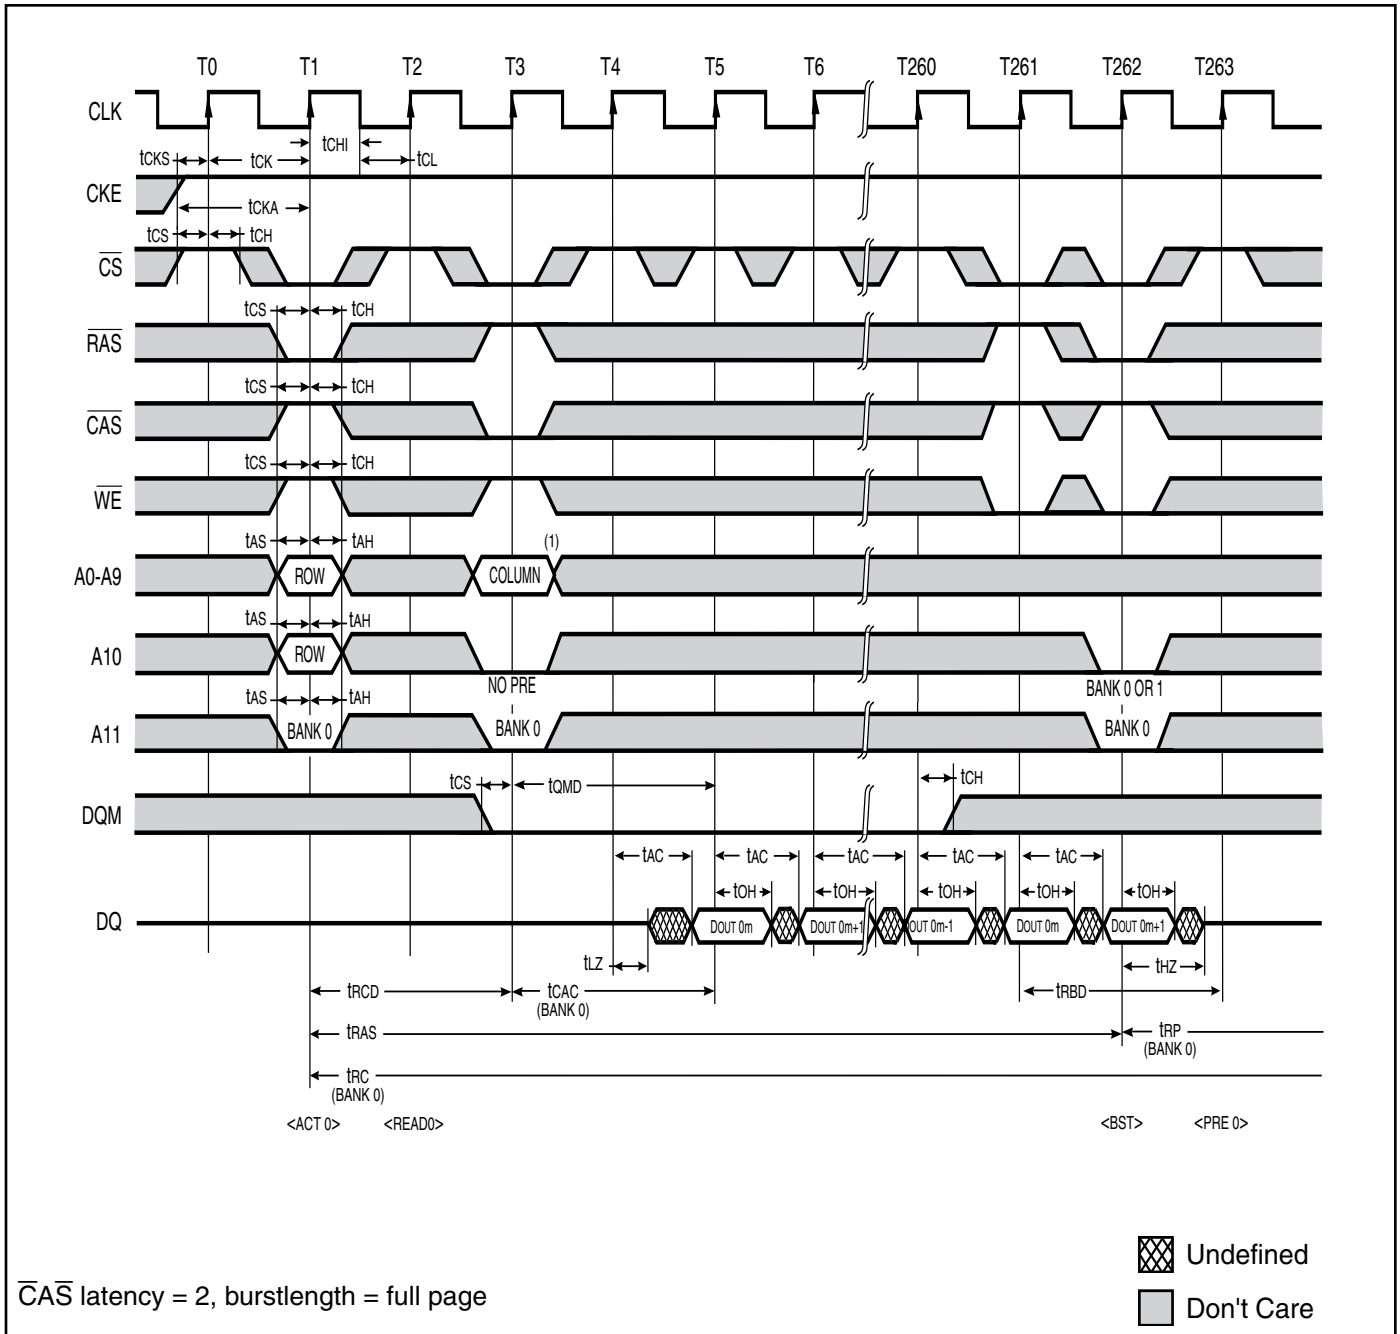 T0 T1 T2 T3 T4 T5 T6 T260 T261 T262 T263
CLK
tCHI
tCKS tCK tCL
CKE
tCKA
tCS tCH
CS
tCS tCH
RAS
tCS tCH
CAS
tCS tCH
WE
tAS tAH (1)
A0-A9 ROW COLUMN
tAS tAH
A10 ROW
NO PRE BANK 0 OR 1
tAS tAH
A11 BANK 0 BANK 0 BANK 0
tCS tQMD tCH
DQM
tAC tAC tAC tAC tAC
tOH tOH tOH tOH tOH
DQ DOUT 0m DOUT 0m+1 OUT 0m-1 DOUT 0m DOUT 0m+1
tLZ tHZ
tRCD tCAC tRBD
(BANK 0)
tRAS tRP
(BANK 0)
tRC
(BANK 0)
<ACT 0> <READ0> <BST> <PRE 0>
Undefined
CAS latency = 2, burstlength = full page
Don't Care